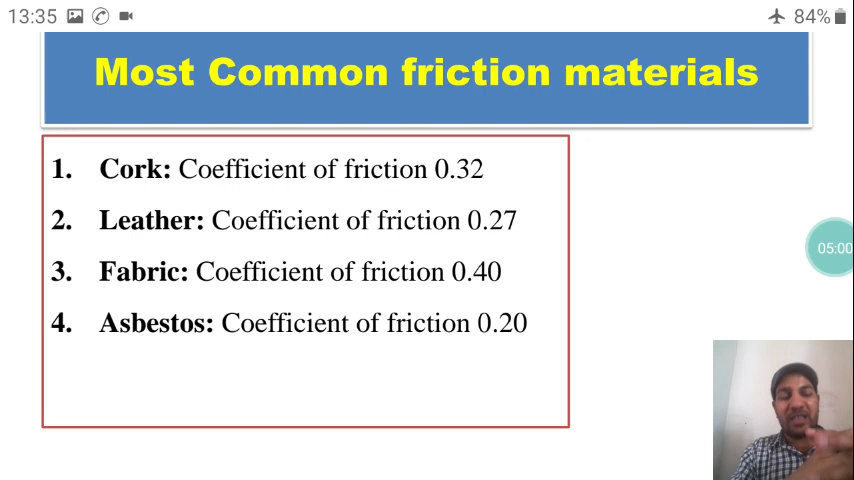 13:35 84%
Most Common friction materials
1. Cork: Coefficient of friction 0.32
2. Leather: Coefficient of friction 0.27
3. Fabric: Coefficient of friction 0.40
4. Asbestos: Coefficient of friction 0.20
05:00